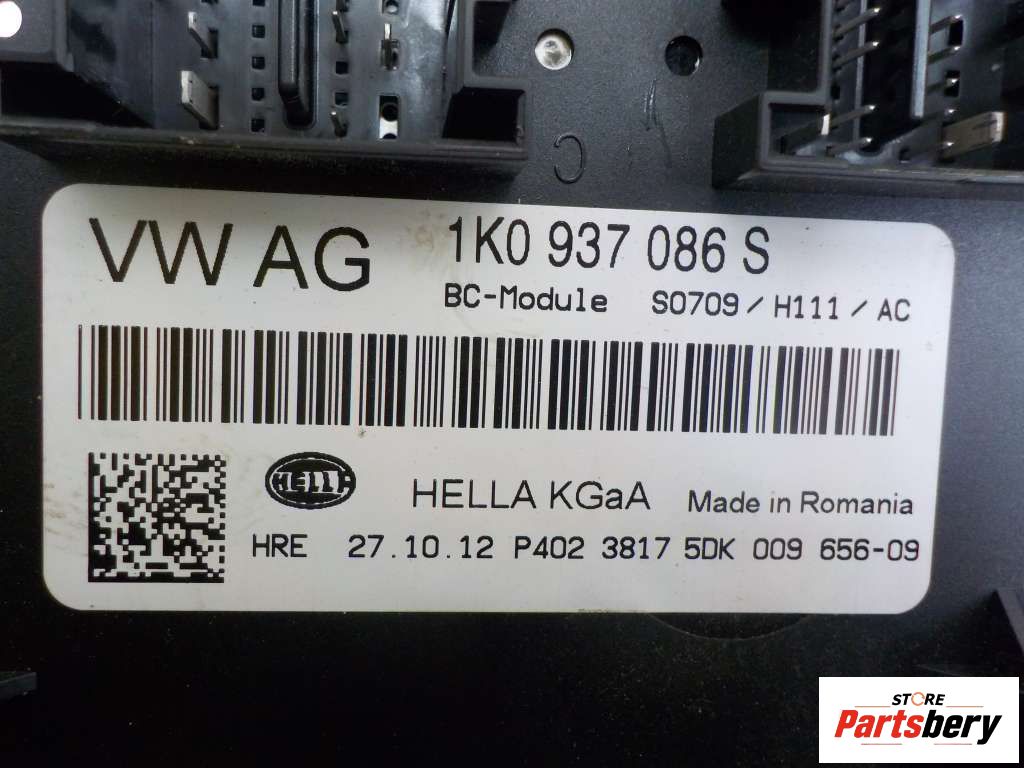 C
VW AG
1K0 937 086 S
BC-Module S0709/H111/AC
HELLA
HELLA KGaA Made in Romania
HRE 27.10.12 P402 3817 5DK 009 656-09
STORE
Partsbery